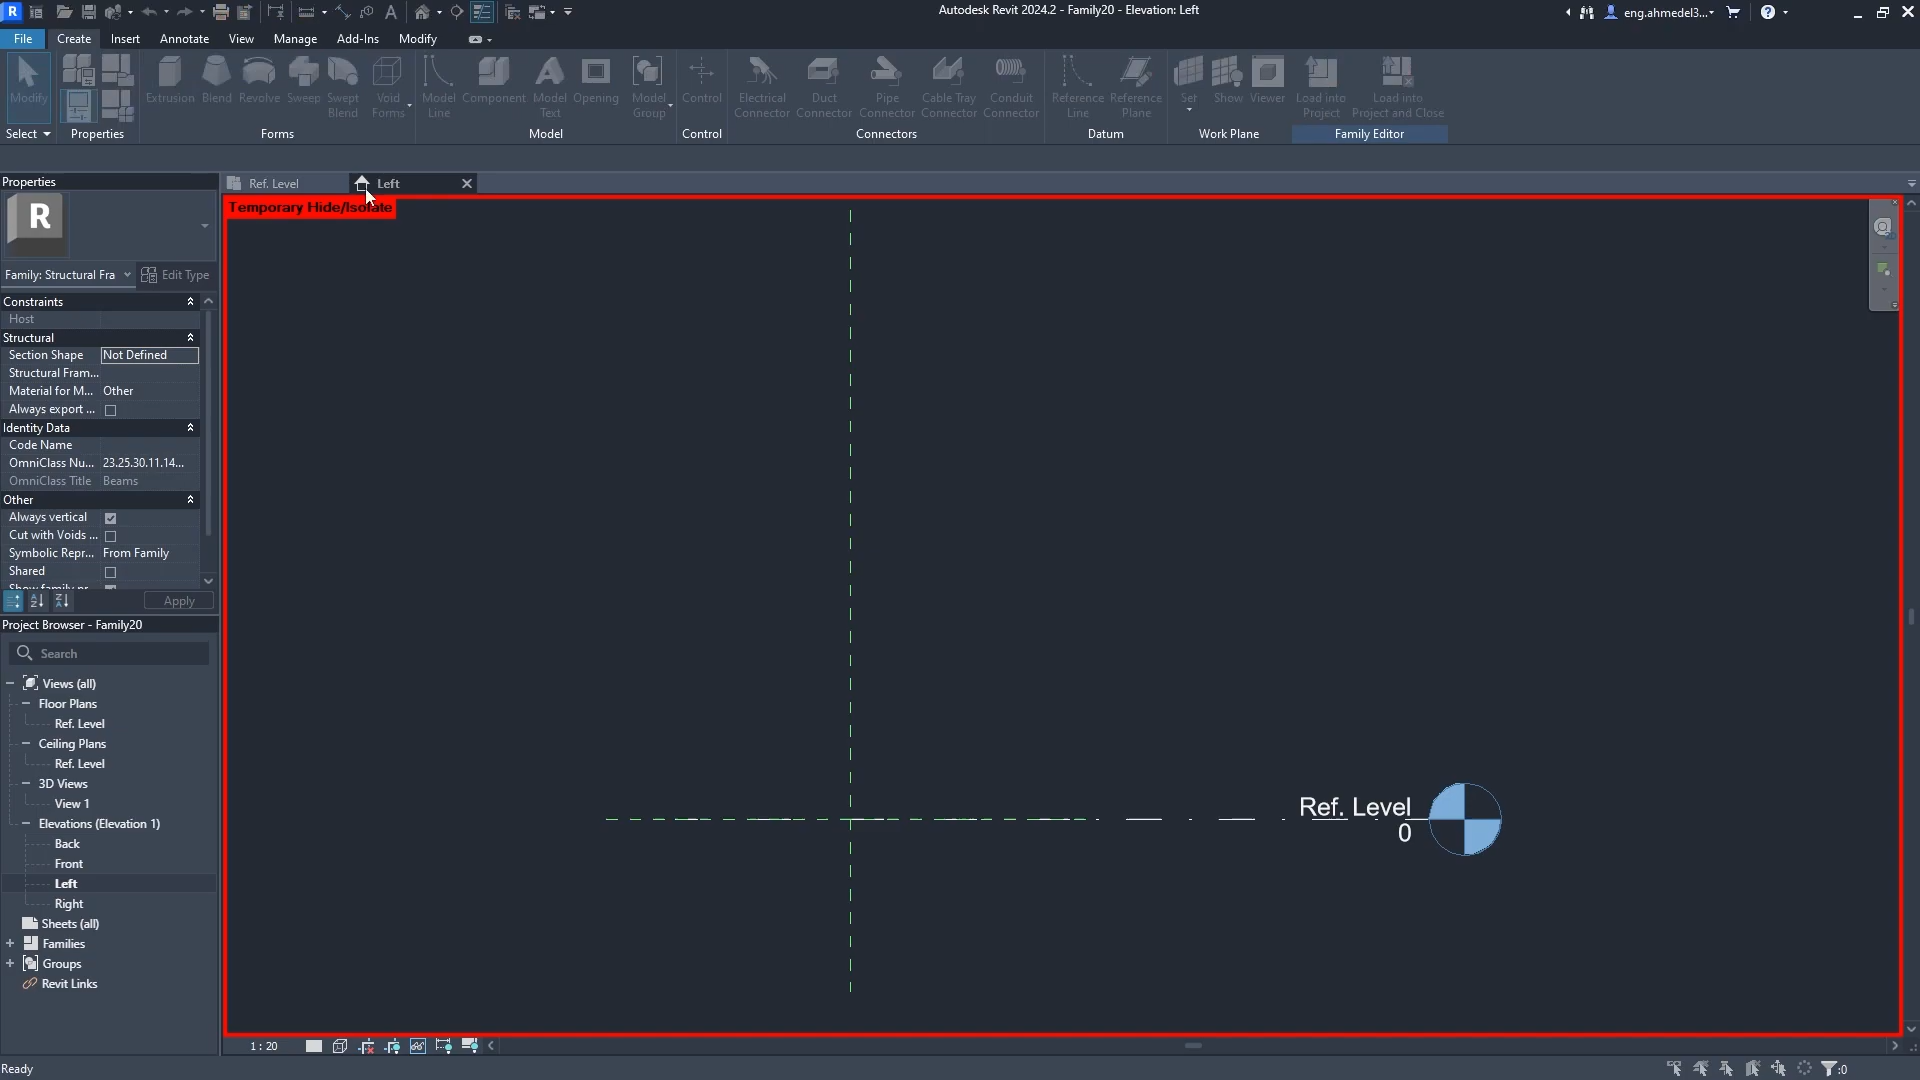 Autodesk Revit 2024.2 - Family20 - Elevation: Left
eng.ahmedel3...
File Create Insert Annotate View Manage Add-Ins Modify
Modify
Extrusion Blend Revolve Sweep Swept Blend Void Forms
Model Line Component Model Text Opening Model Group
Control
Electrical Connector Duct Connector Pipe Connector Cable Tray Connector Conduit Connector
Reference Line Reference Plane
Set Show Viewer Load into Project Load into Project and Close
Select Properties Forms Model Control Connectors Datum Work Plane Family Editor
Properties
Ref. Level
Left
Temporary Hide/Isolate
R
Family: Structural Fra
Edit Type
Constraints
Host
Structural
Section Shape Not Defined
Structural Fram...
Material for M... Other
Always export ...
Identity Data
Code Name
OmniClass Nu... 23.25.30.11.14...
OmniClass Title Beams
Other
Always vertical
Cut with Voids ...
Symbolic Repr... From Family
Shared
Apply
Project Browser - Family20
Search
Views (all)
Floor Plans
Ref. Level
Ceiling Plans
Ref. Level
3D Views
View 1
Elevations (Elevation 1)
Back
Front
Left
Right
Sheets (all)
Families
Groups
Revit Links
Ref. Level
0
1 : 20
Ready
:0